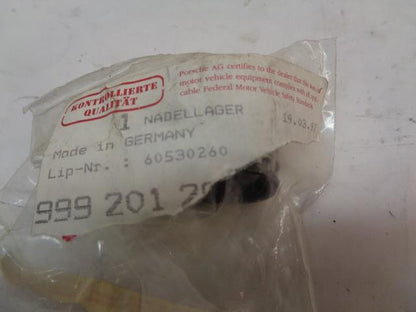 KONTROLLIERTE
QUALITÄT
Porsche AG certifies to the dealer that this
motor vehicle equipment complies with all
cable Federal Motor Vehicle Safety
1 NADELLAGER
19.03.
Made in GERMANY
Lip-Nr. : 60530260
999 201